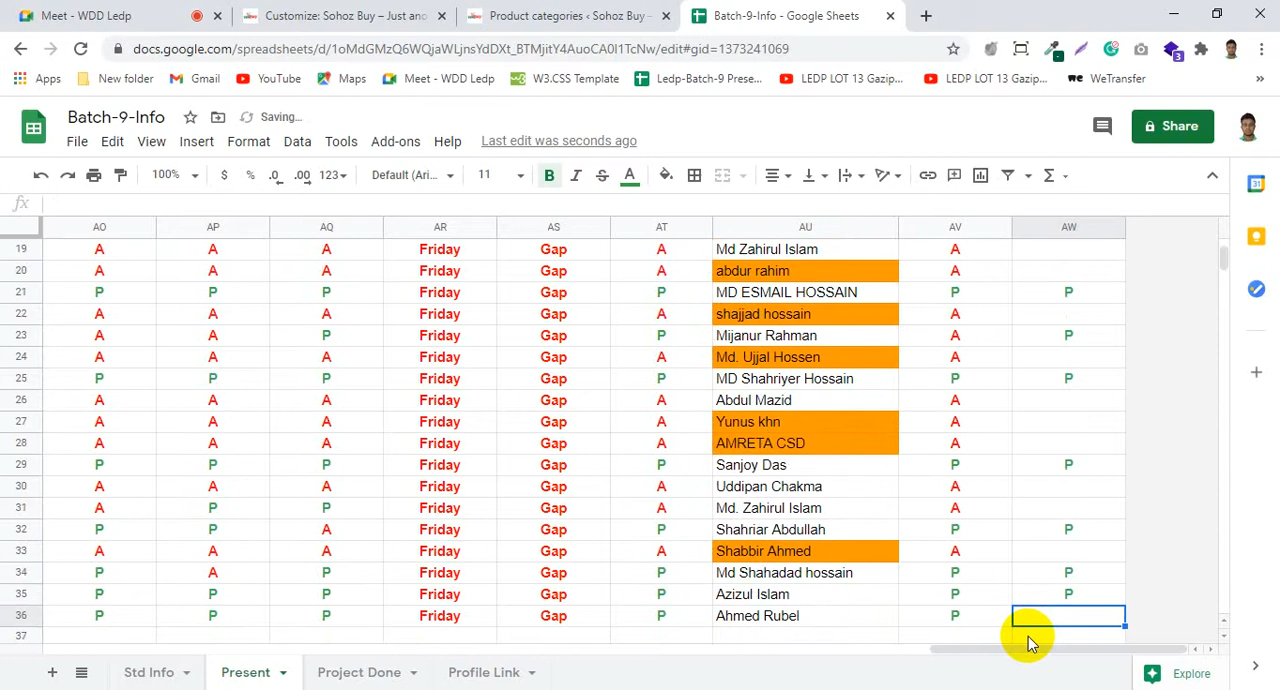 Meet - WDD Ledp
Customize: Sohoz Buy – Just ano
Product categories ‹ Sohoz Buy —
Batch-9-Info - Google Sheets
docs.google.com/spreadsheets/d/1oMdGMzQ6WQjaWLjnsYdDXt_BTMjitY4AuoCA0I1TcNw/edit#gid=1373241069
Apps
New folder
Gmail
YouTube
Maps
Meet - WDD Ledp
W3.CSS Template
Ledp-Batch-9 Prese...
LEDP LOT 13 Gazip...
LEDP LOT 13 Gazip...
WeTransfer
»
Batch-9-Info
Saving...
Share
File Edit View Insert Format Data Tools Add-ons Help Last edit was seconds ago
100% $ % .0 .00 123 Default (Ari... 11 B I S A Σ
fx
AO AP AQ AR AS AT AU AV AW
19 A A A Friday Gap A Md Zahirul Islam A
20 A A A Friday Gap A abdur rahim A
21 P P P Friday Gap P MD ESMAIL HOSSAIN P P
22 A A A Friday Gap A shajjad hossain A
23 A A P Friday Gap P Mijanur Rahman A P
24 A A A Friday Gap A Md. Ujjal Hossen A
25 P P P Friday Gap P MD Shahriyer Hossain P P
26 A A A Friday Gap A Abdul Mazid A
27 A A A Friday Gap A Yunus khn A
28 A A A Friday Gap A AMRETA CSD A
29 P P P Friday Gap P Sanjoy Das P P
30 A A A Friday Gap A Uddipan Chakma A
31 A P P Friday Gap A Md. Zahirul Islam A
32 P P A Friday Gap P Shahriar Abdullah P P
33 A A A Friday Gap A Shabbir Ahmed A
34 P A P Friday Gap P Md Shahadad hossain P P
35 P P P Friday Gap P Azizul Islam P P
36 P P P Friday Gap P Ahmed Rubel P
37
Std Info
Present
Project Done
Profile Link
Explore
31
3